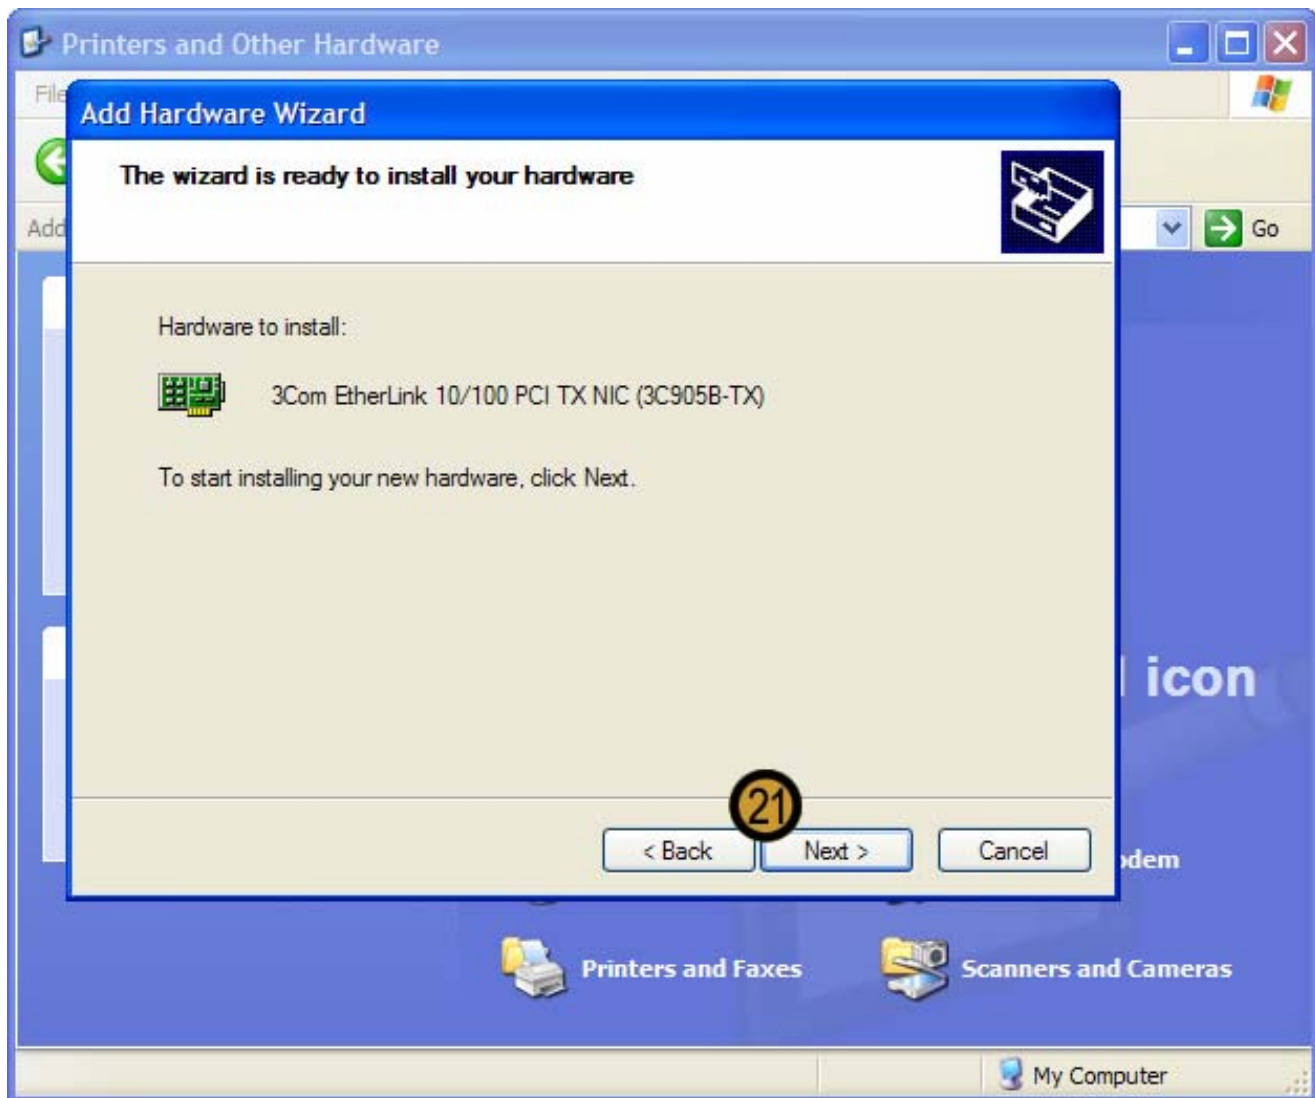 Printers and Other Hardware
File
Add Hardware Wizard
The wizard is ready to install your hardware
Add
Go
Hardware to install:
3Com EtherLink 10/100 PCI TX NIC (3C905B-TX)
To start installing your new hardware, click Next.
icon
21
< Back
Next >
Cancel
odem
Printers and Faxes
Scanners and Cameras
My Computer